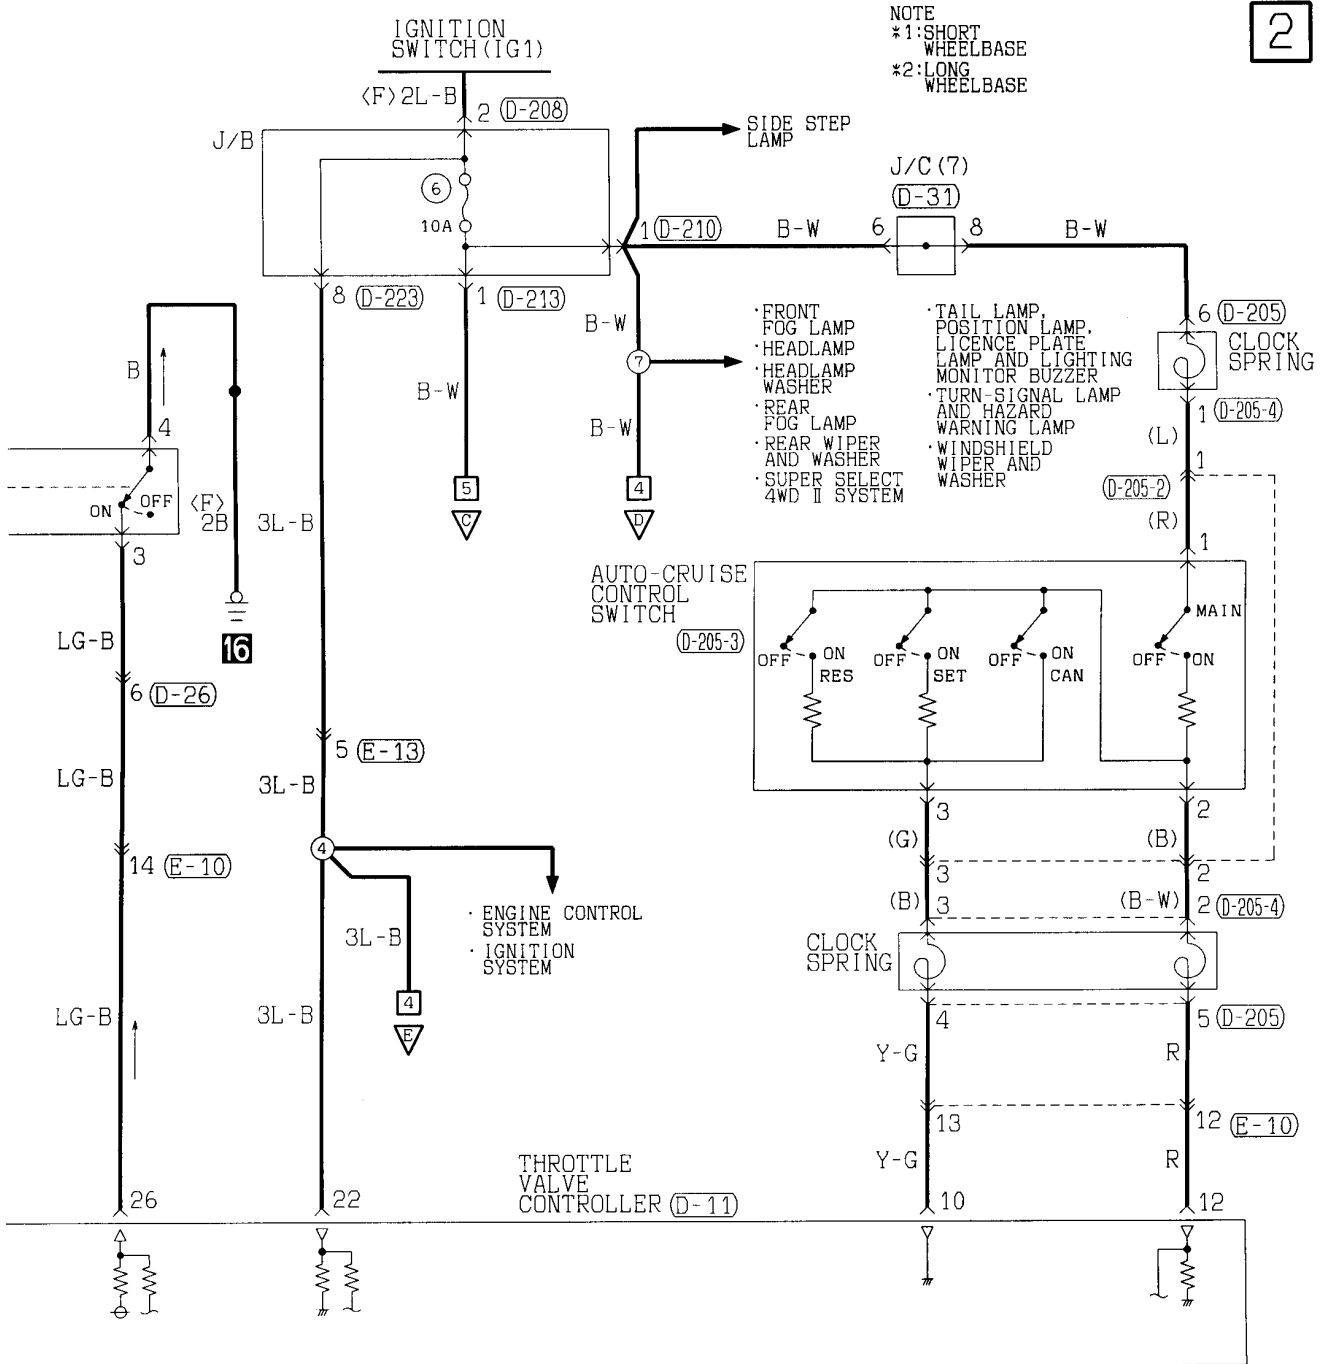 NOTE
*1:SHORT
WHEELBASE
*2:LONG
WHEELBASE
2
IGNITION
SWITCH(IG1)
<F>2L-B
2 (D-208)
J/B
6
10A
SIDE STEP
LAMP
J/C(7)
(D-31)
1 (D-210)
B-W
6
8
B-W
8 (D-223)
1 (D-213)
B-W
7
B-W
B-W
5
C
4
D
·FRONT
FOG LAMP
·HEADLAMP
·HEADLAMP
WASHER
·REAR
FOG LAMP
·REAR WIPER
AND WASHER
·SUPER SELECT
4WD II SYSTEM
·TAIL LAMP,
POSITION LAMP,
LICENCE PLATE
LAMP AND LIGHTING
MONITOR BUZZER
·TURN-SIGNAL LAMP
AND HAZARD
WARNING LAMP
·WINDSHIELD
WIPER AND
WASHER
6 (D-205)
CLOCK
SPRING
1 (D-205-4)
(L)
1
(D-205-2)
(R)
1
B
4
ON
OFF
3
<F>
2B
16
3L-B
LG-B
6 (D-26)
LG-B
14 (E-10)
LG-B
26
5 (E-13)
3L-B
4
·ENGINE CONTROL
SYSTEM
·IGNITION
SYSTEM
3L-B
4
E
3L-B
22
AUTO-CRUISE
CONTROL
SWITCH
(D-205-3)
OFF
ON
RES
OFF
ON
SET
OFF
ON
CAN
MAIN
OFF
ON
3
2
(G)
(B)
3
2
(B)
3
(B-W)
2 (D-205-4)
CLOCK
SPRING
4
5 (D-205)
Y-G
R
13
12 (E-10)
Y-G
R
THROTTLE
VALVE
CONTROLLER (D-11)
10
12